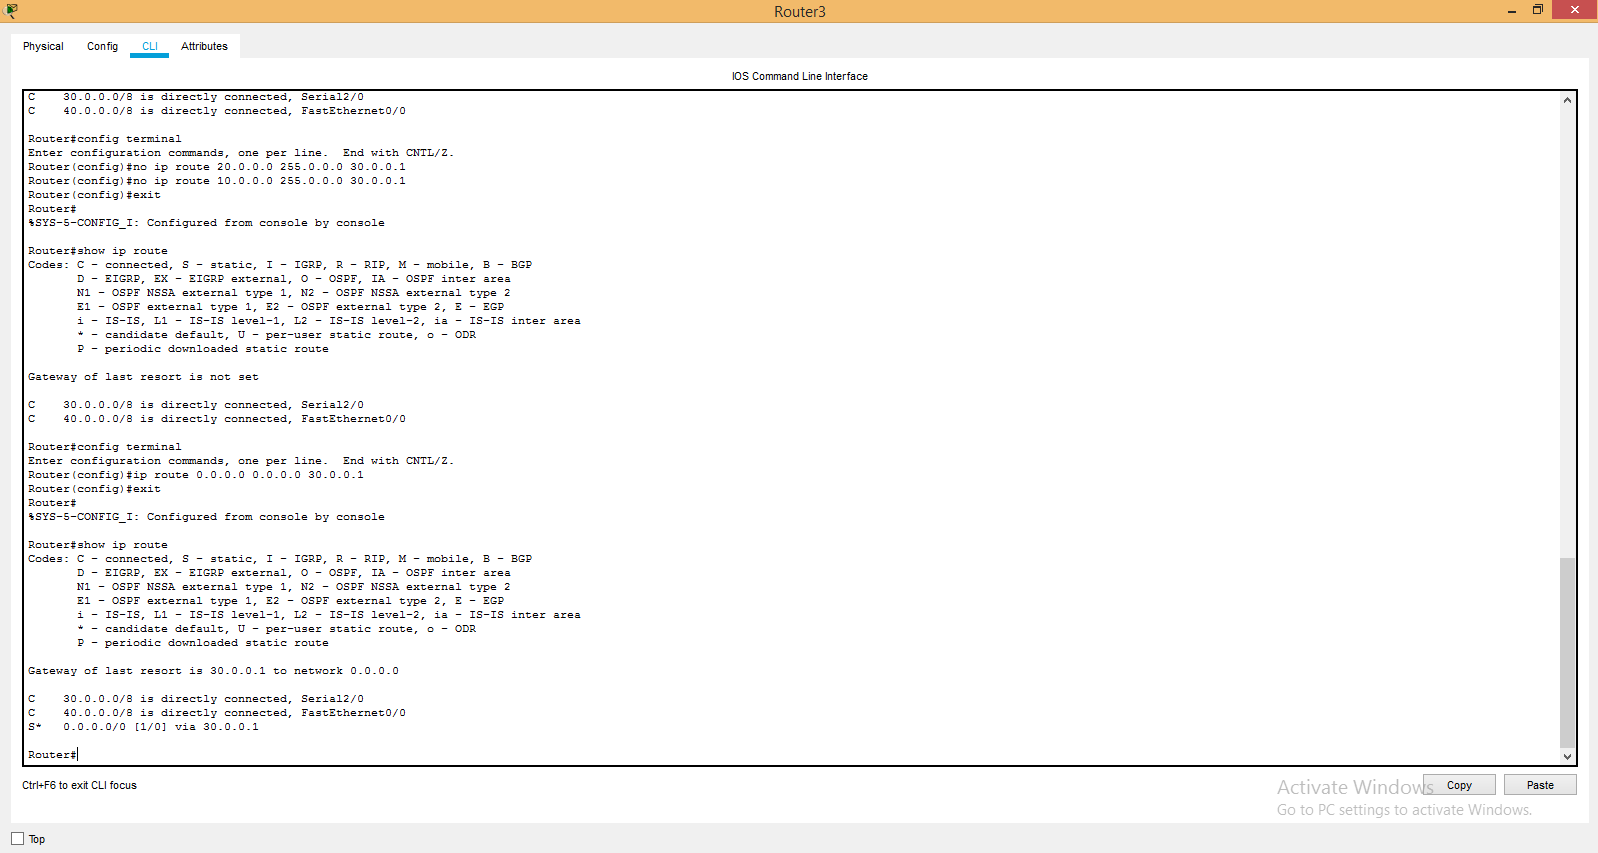 Router3
Physical Config CLI Attributes
IOS Command Line Interface
C    30.0.0.0/8 is directly connected, Serial2/0
C    40.0.0.0/8 is directly connected, FastEthernet0/0
Router#config terminal
Enter configuration commands, one per line.  End with CNTL/Z.
Router(config)#no ip route 20.0.0.0 255.0.0.0 30.0.0.1
Router(config)#no ip route 10.0.0.0 255.0.0.0 30.0.0.1
Router(config)#exit
Router#
%SYS-5-CONFIG_I: Configured from console by console
Router#show ip route
Codes: C - connected, S - static, I - IGRP, R - RIP, M - mobile, B - BGP
       D - EIGRP, EX - EIGRP external, O - OSPF, IA - OSPF inter area
       N1 - OSPF NSSA external type 1, N2 - OSPF NSSA external type 2
       E1 - OSPF external type 1, E2 - OSPF external type 2, E - EGP
       i - IS-IS, L1 - IS-IS level-1, L2 - IS-IS level-2, ia - IS-IS inter area
       * - candidate default, U - per-user static route, o - ODR
       P - periodic downloaded static route
Gateway of last resort is not set
C    30.0.0.0/8 is directly connected, Serial2/0
C    40.0.0.0/8 is directly connected, FastEthernet0/0
Router#config terminal
Enter configuration commands, one per line.  End with CNTL/Z.
Router(config)#ip route 0.0.0.0 0.0.0.0 30.0.0.1
Router(config)#exit
Router#
%SYS-5-CONFIG_I: Configured from console by console
Router#show ip route
Codes: C - connected, S - static, I - IGRP, R - RIP, M - mobile, B - BGP
       D - EIGRP, EX - EIGRP external, O - OSPF, IA - OSPF inter area
       N1 - OSPF NSSA external type 1, N2 - OSPF NSSA external type 2
       E1 - OSPF external type 1, E2 - OSPF external type 2, E - EGP
       i - IS-IS, L1 - IS-IS level-1, L2 - IS-IS level-2, ia - IS-IS inter area
       * - candidate default, U - per-user static route, o - ODR
       P - periodic downloaded static route
Gateway of last resort is 30.0.0.1 to network 0.0.0.0
C    30.0.0.0/8 is directly connected, Serial2/0
C    40.0.0.0/8 is directly connected, FastEthernet0/0
S*   0.0.0.0/0 [1/0] via 30.0.0.1
Router#
Ctrl+F6 to exit CLI focus
Copy Paste
Activate Windows
Go to PC settings to activate Windows.
Top